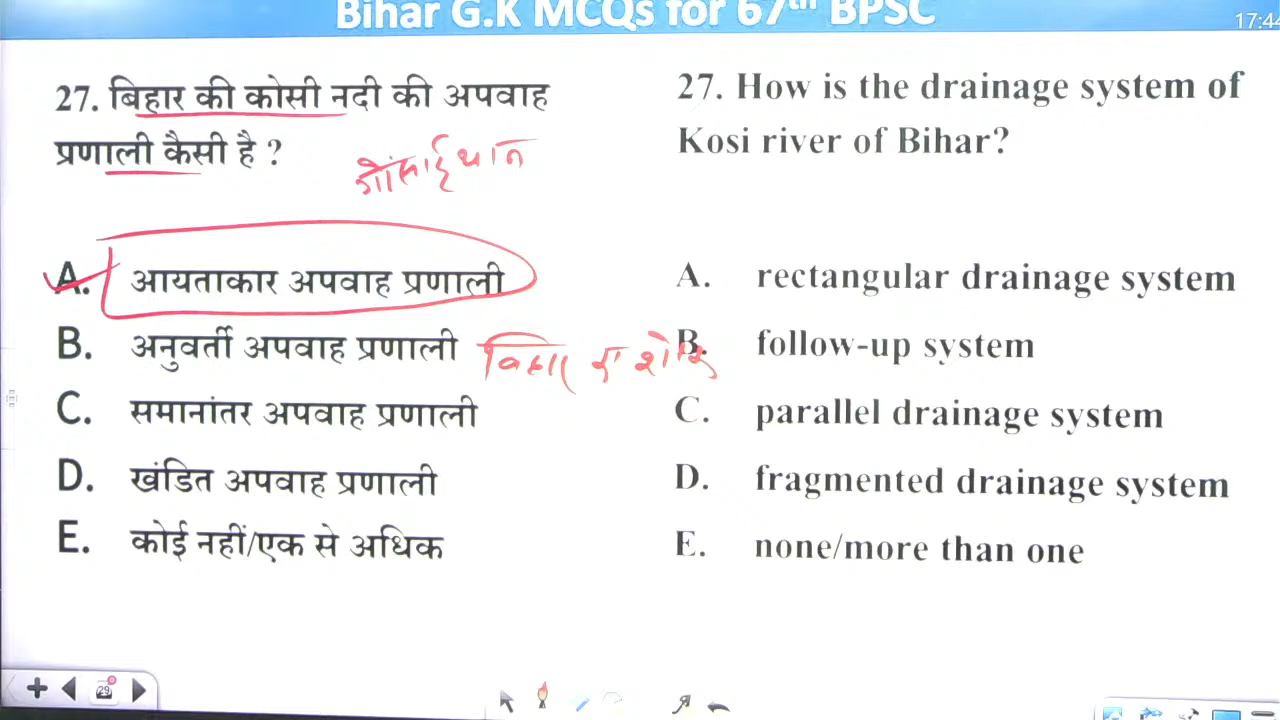 Bihar G.K MCQs for 67th BPSC
17:44
27. बिहार की कोसी नदी की अपवाह
प्रणाली कैसी है ?
गोंसाईथान
A. आयताकार अपवाह प्रणाली
B. अनुवर्ती अपवाह प्रणाली
बिहार
C. समानांतर अपवाह प्रणाली
D. खंडित अपवाह प्रणाली
E. कोई नहीं/एक से अधिक
27. How is the drainage system of
Kosi river of Bihar?
A. rectangular drainage system
B. follow-up system
C. parallel drainage system
D. fragmented drainage system
E. none/more than one
29